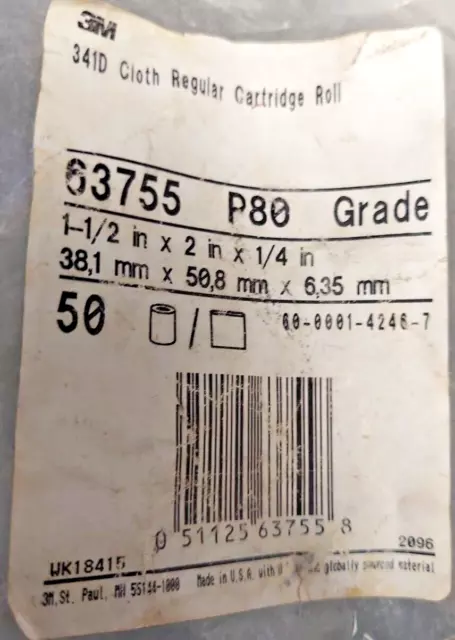 3M
341D Cloth Regular Cartridge Roll
63755 P80 Grade
1-1/2 in x 2 in x 1/4 in
38,1 mm x 50,8 mm x 6,35 mm
50 / 60-0001-4246-7
0 51125 63755 8
WK18415 2096
3M, St. Paul, MN 55144-1000 Made in U.S.A. with globally sourced material